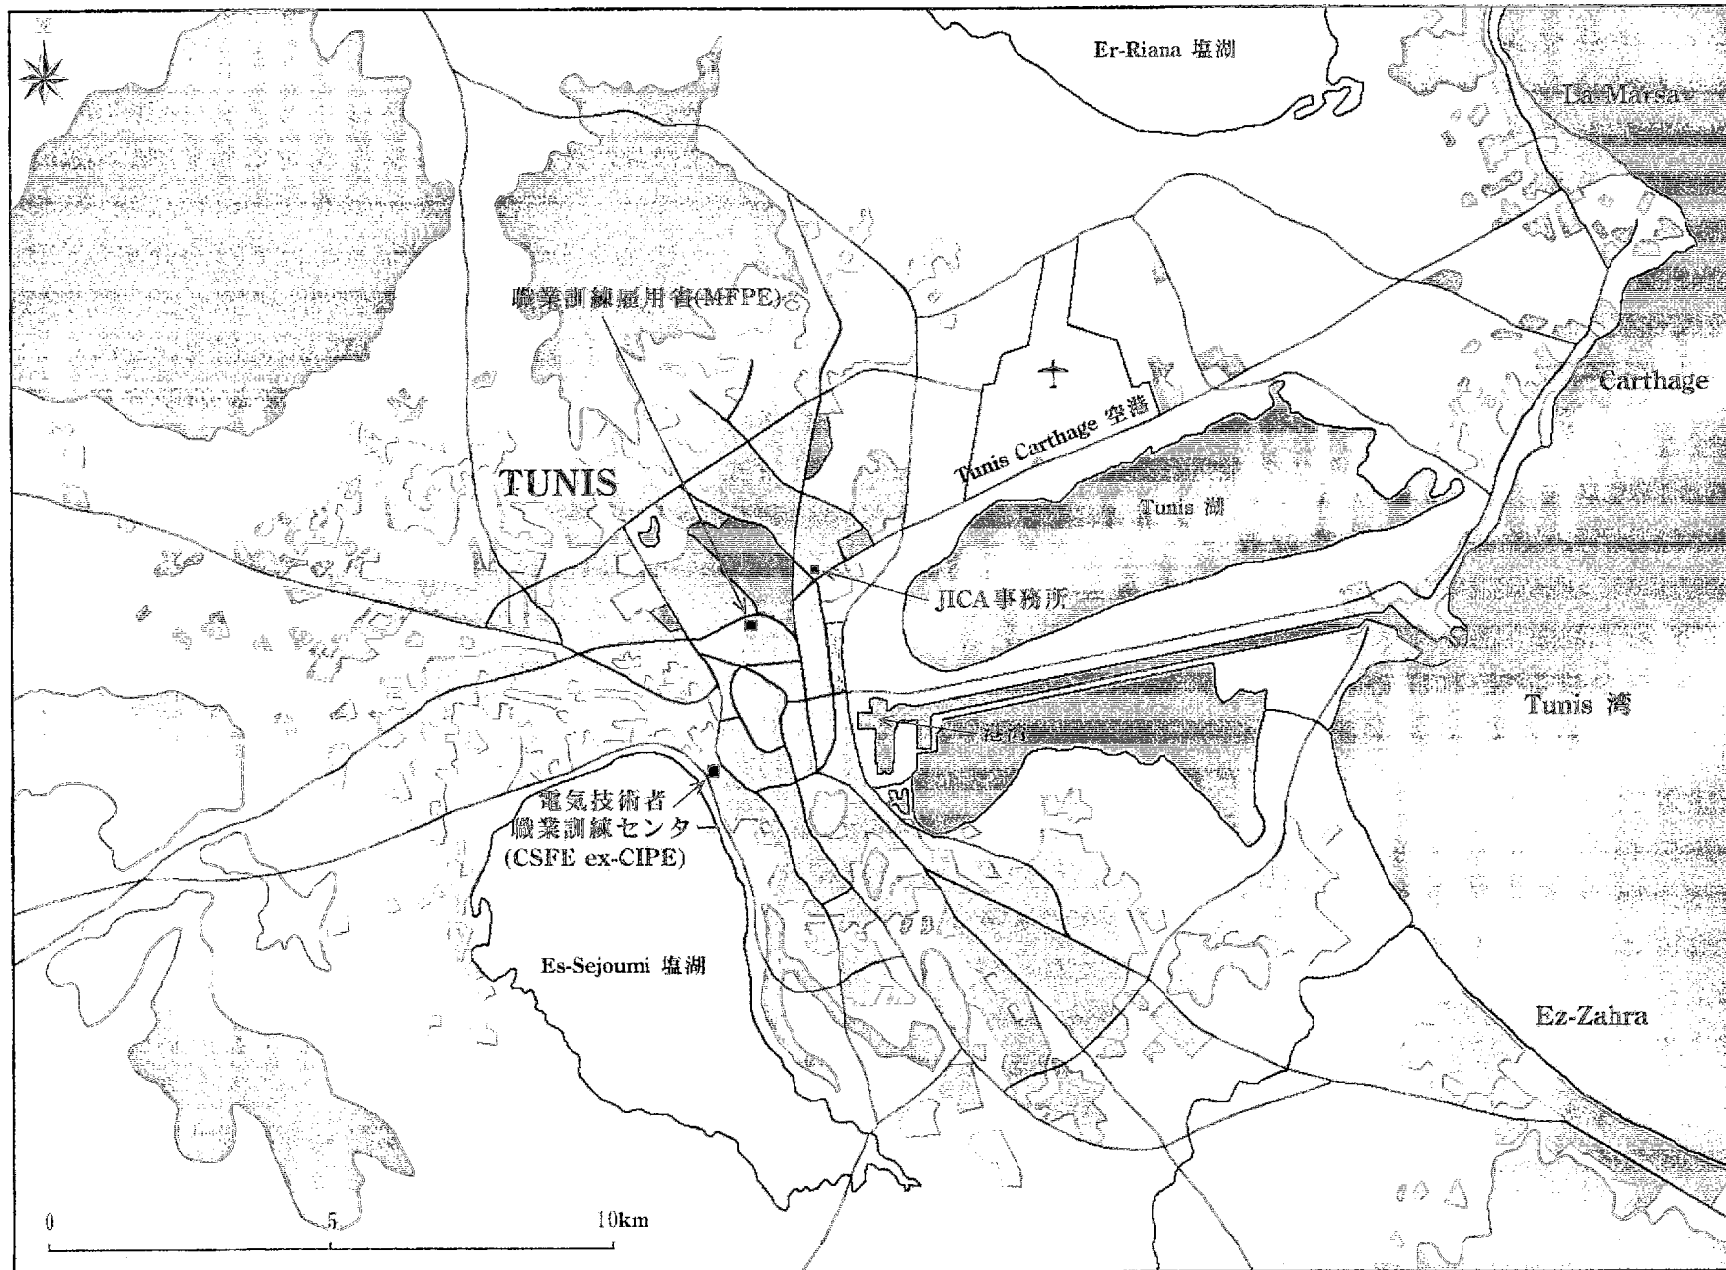 Er-Riana 塩湖
La Marsa
職業訓練雇用省(MFPE)
Carthage
Tunis Carthage 空港
TUNIS
Tunis 湖
JICA事務所
Tunis 湾
電気技術者
職業訓練センター
(CSFE ex-CIPE)
Es-Sejoumi 塩湖
Ez-Zahra
0 5 10km